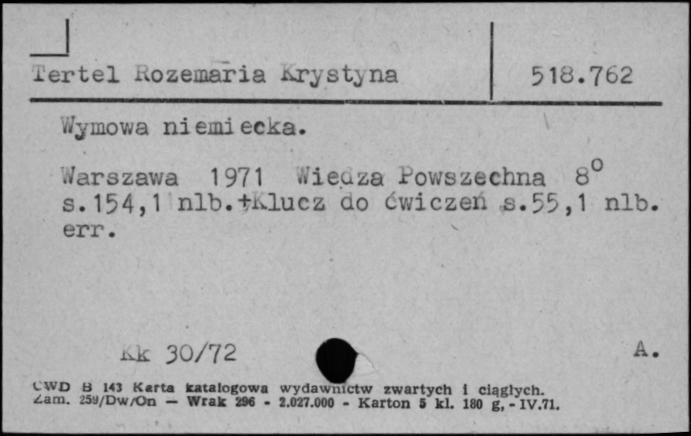 Tertel Rozemaria Krystyna 518.762
Wymowa niemiecka.
Warszawa 1971 Wiedza Powszechna 8º
s.154,1 nlb.+Klucz do ćwiczeń s.55,1 nlb.
err.
Kk 30/72 A.
CWD B 143 Karta katalogowa wydawnictw zwartych i ciągłych.
Zam. 259/Dw/On — Wrak 296 - 2.027.000 - Karton 5 kl. 180 g, - IV.71.